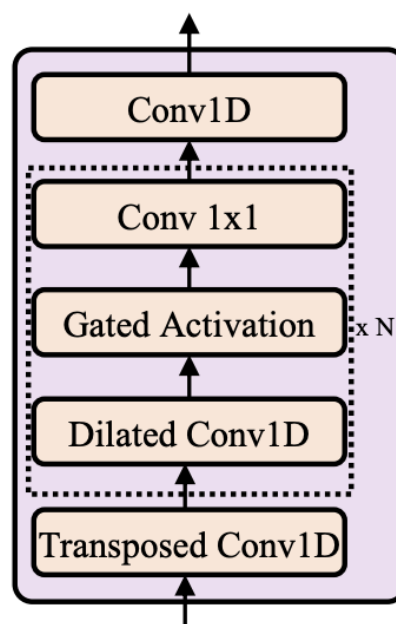 Conv1D
Conv 1x1
Gated Activation
x N
Dilated Conv1D
Transposed Conv1D